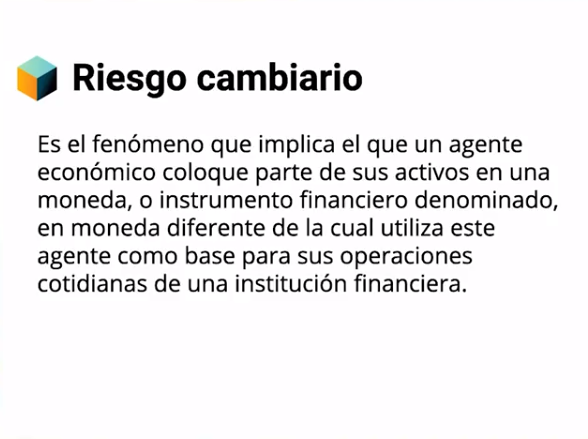 Riesgo cambiario
Es el fenómeno que implica el que un agente
económico coloque parte de sus activos en una
moneda, o instrumento financiero denominado,
en moneda diferente de la cual utiliza este
agente como base para sus operaciones
cotidianas de una institución financiera.